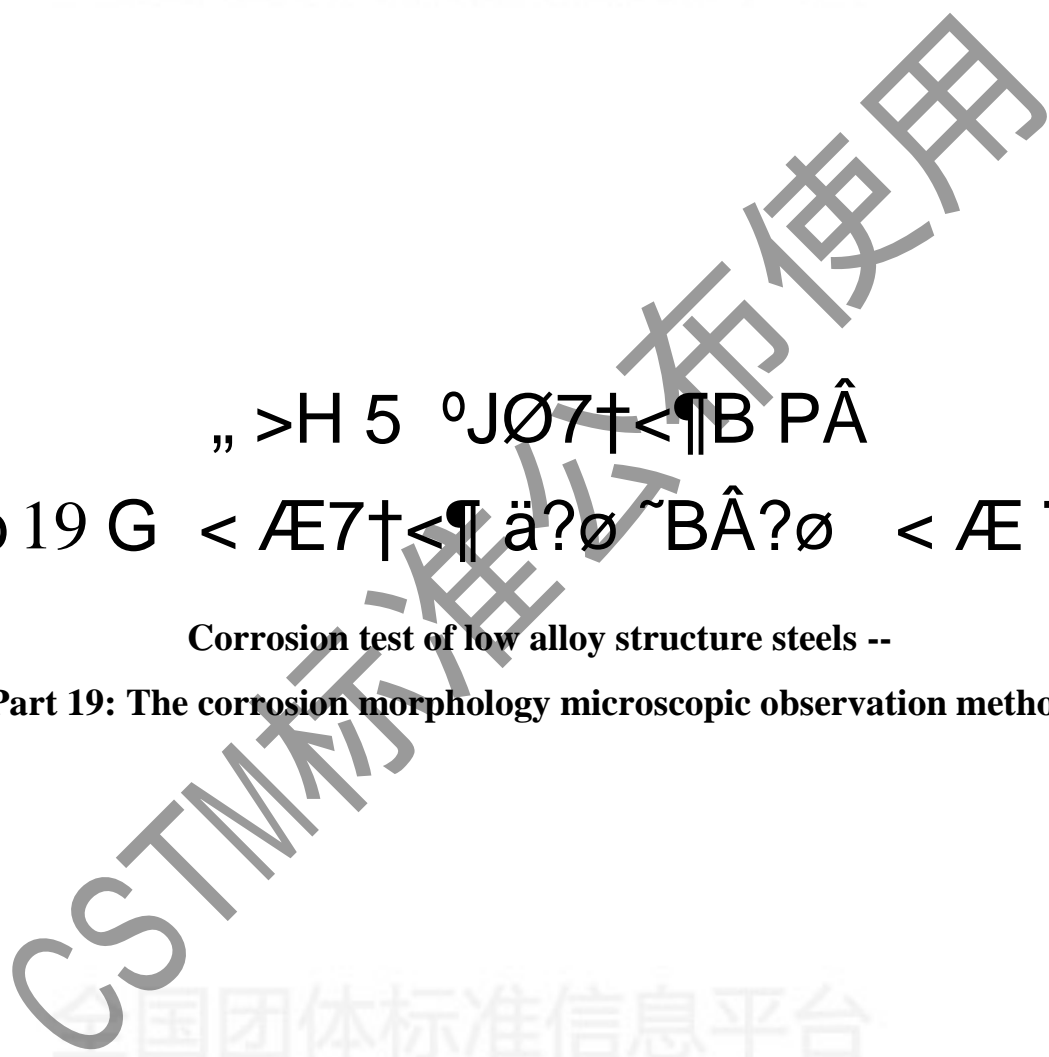 „ >H 5 ºJØ7†<¶B PÂ
19 G < Æ7†<¶ ä?ø ˜BÂ?ø < Æ
Corrosion test of low alloy structure steels --
Part 19: The corrosion morphology microscopic observation metho
CSTM标准公布使用
全国团体标准信息平台